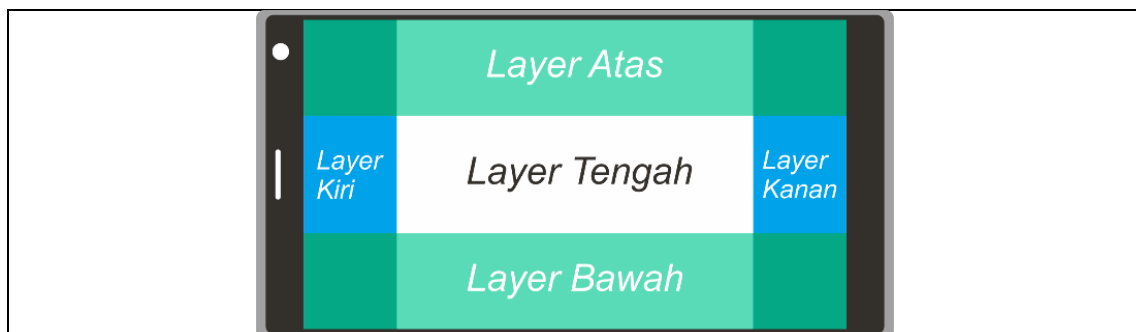 Layer Atas
Layer
Kiri
Layer Tengah
Layer
Kanan
Layer Bawah